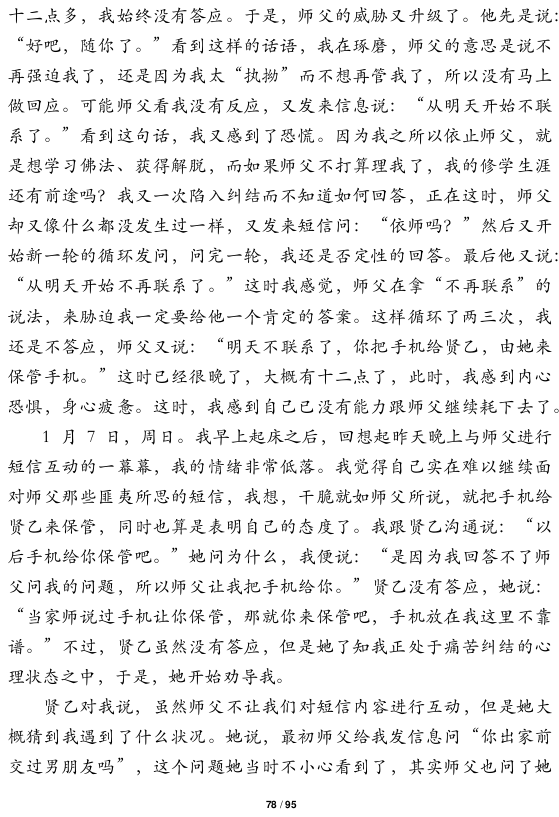 十二点多，我始终没有答应。于是，师父的威胁又升级了。他先是说：
“好吧，随你了。”看到这样的话语，我在琢磨，师父的意思是说不
再强迫我了，还是因为我太“执拗”而不想再管我了，所以没有马上
做回应。可能师父看我没有反应，又发来信息说：“从明天开始不联
系了。”看到这句话，我又感到了恐慌。因为我之所以依止师父，就
是想学习佛法、获得解脱，而如果师父不打算理我了，我的修学生涯
还有前途吗？我又一次陷入纠结而不知道如何回答，正在这时，师父
却又像什么都没发生过一样，又发来短信问：“依师吗？”然后又开
始新一轮的循环发问，问完一轮，我还是否定性的回答。最后他又说：
“从明天开始不再联系了。”这时我感觉，师父在拿“不再联系”的
说法，来胁迫我一定要给他一个肯定的答案。这样循环了两三次，我
还是不答应，师父又说：“明天不联系了，你把手机给贤乙，由她来
保管手机。”这时已经很晚了，大概有十二点了，此时，我感到内心
恐惧，身心疲惫。这时，我感到自己已没有能力跟师父继续耗下去了。
1 月 7 日，周日。我早上起床之后，回想起昨天晚上与师父进行
短信互动的一幕幕，我的情绪非常低落。我觉得自己实在难以继续面
对师父那些匪夷所思的短信，我想，干脆就如师父所说，就把手机给
贤乙来保管，同时也算是表明自己的态度了。我跟贤乙沟通说：“以
后手机给你保管吧。”她问为什么，我便说：“是因为我回答不了师
父问我的问题，所以师父让我把手机给你。”贤乙没有答应，她说：
“当家师说过手机让你保管，那就你来保管吧，手机放在我这里不靠
谱。”不过，贤乙虽然没有答应，但是她了知我正处于痛苦纠结的心
理状态之中，于是，她开始劝导我。
贤乙对我说，虽然师父不让我们对短信内容进行互动，但是她大
概猜到我遇到了什么状况。她说，最初师父给我发信息问“你出家前
交过男朋友吗”，这个问题她当时不小心看到了，其实师父也问了她
78 / 95